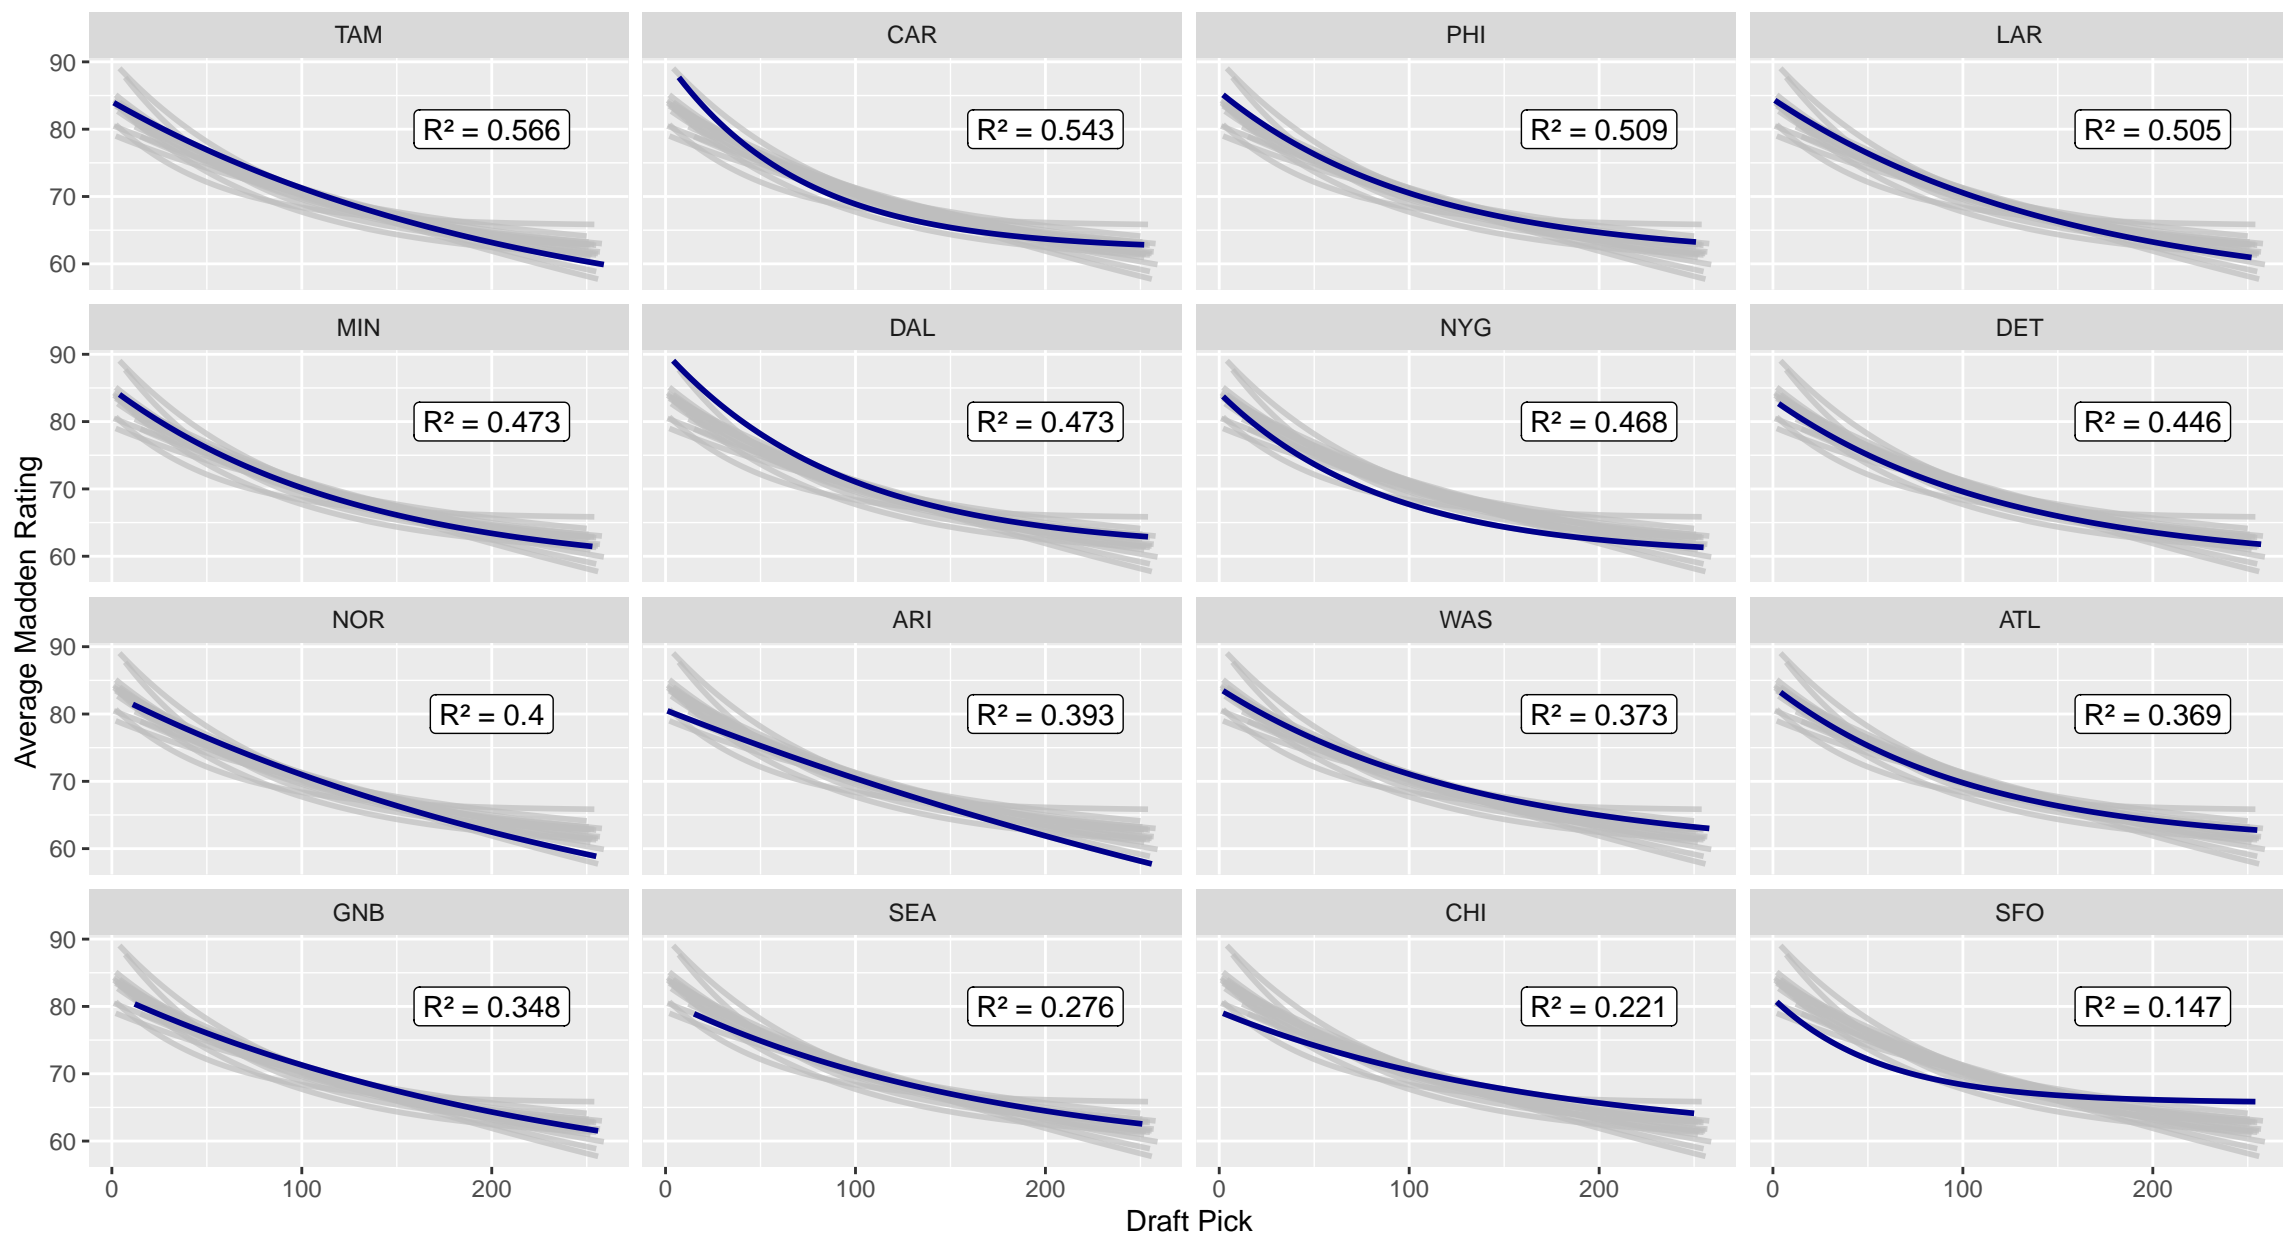 TAM CAR PHI LAR
90
80 R² = 0.566 R² = 0.543 R² = 0.509 R² = 0.505
70
60
MIN DAL NYG DET
90
80 R² = 0.473 R² = 0.473 R² = 0.468 R² = 0.446
70
60
NOR ARI WAS ATL
90
80 R² = 0.4 R² = 0.393 R² = 0.373 R² = 0.369
70
60
GNB SEA CHI SFO
90
80 R² = 0.348 R² = 0.276 R² = 0.221 R² = 0.147
70
60
0 100 200 0 100 200 0 100 200 0 100 200
Draft Pick
Average Madden Rating